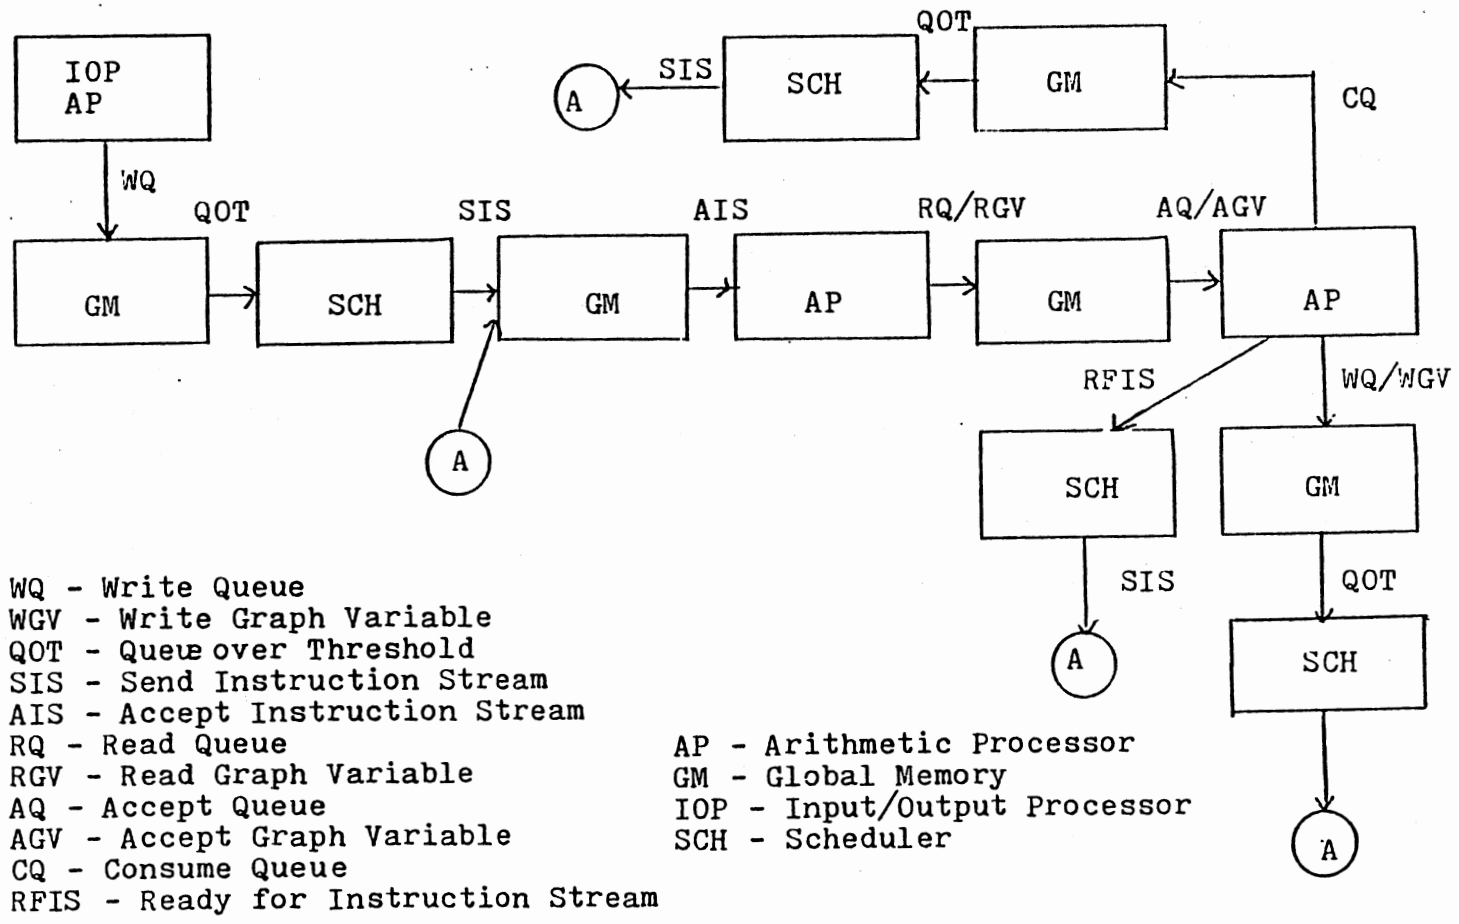 IOP
AP
WQ
QOT
SIS
A
SCH
GM
CQ
QOT
SIS
AIS
RQ/RGV
AQ/AGV
GM
SCH
GM
AP
GM
AP
A
RFIS
WQ/WGV
SCH
GM
SIS
QOT
A
SCH
A
WQ - Write Queue
WGV - Write Graph Variable
QOT - Queue over Threshold
SIS - Send Instruction Stream
AIS - Accept Instruction Stream
RQ - Read Queue
RGV - Read Graph Variable
AQ - Accept Queue
AGV - Accept Graph Variable
CQ - Consume Queue
RFIS - Ready for Instruction Stream
AP - Arithmetic Processor
GM - Global Memory
IOP - Input/Output Processor
SCH - Scheduler